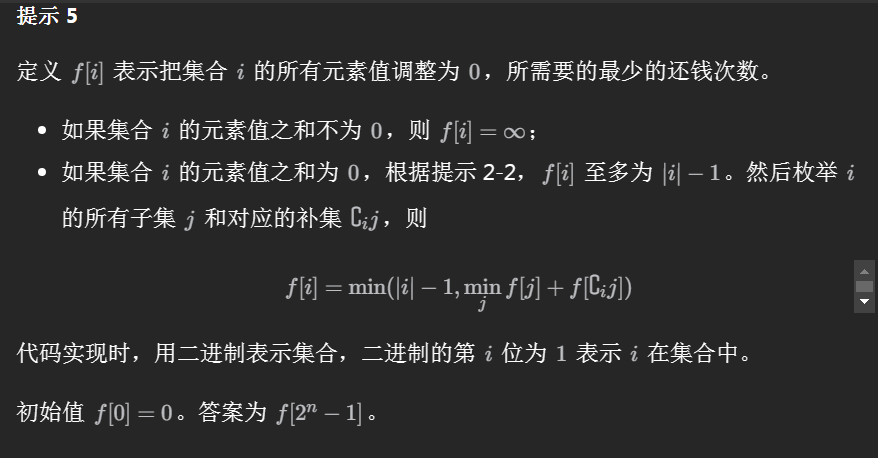 提示 5
定义 f[i] 表示把集合 i 的所有元素值调整为 0，所需要的最少的还钱次数。
• 如果集合 i 的元素值之和不为 0，则 f[i] = ∞；
• 如果集合 i 的元素值之和为 0，根据提示 2-2，f[i] 至多为 |i| − 1。然后枚举 i
的所有子集 j 和对应的补集 ∁ᵢj，则
f[i] = min(|i| − 1, min_j f[j] + f[∁ᵢj])
代码实现时，用二进制表示集合，二进制的第 i 位为 1 表示 i 在集合中。
初始值 f[0] = 0。答案为 f[2ⁿ − 1]。